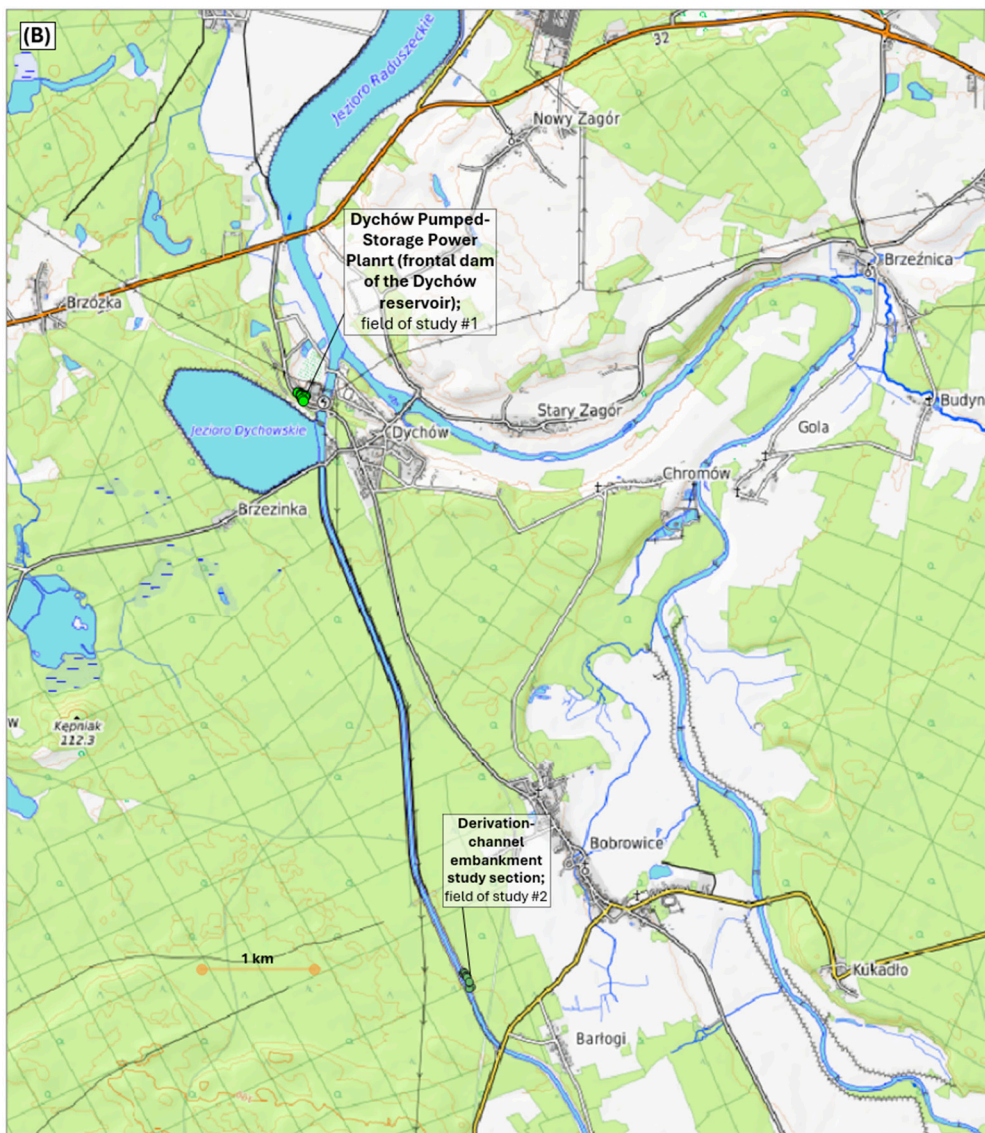 (B)
Jezioro Raduszeckie
32
Nowy Zagór
Dychów Pumped-
Storage Power
Planrt (frontal dam
of the Dychów
reservoir);
field of study #1
Brzeźnica
Brzózka
Budyn
Stary Zagór
Gola
Jezioro Dychowskie
Dychów
Chromów
Brzezinka
W
Kępniak
112.3
Derivation-
channel
embankment
study section;
field of study #2
Bobrowice
1 km
Kukadło
Barłogi